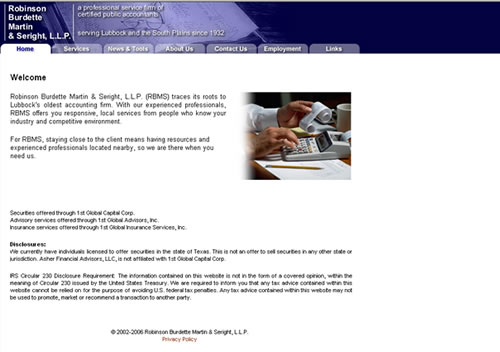 Robinson
Burdette
Martin
& Seright, L.L.P.
a professional service firm of
certified public accountants
serving Lubbock and the South Plains since 1932
Home Services News & Tools About Us Contact Us Employment Links
Welcome
Robinson Burdette Martin & Seright, L.L.P. (RBMS) traces its roots to
Lubbock's oldest accounting firm. With our experienced professionals,
RBMS offers you responsive, local services from people who know your
industry and competitive environment.
For RBMS, staying close to the client means having resources and
experienced professionals located nearby, so we are there when you
need us.
Securities offered through 1st Global Capital Corp.
Advisory services offered through 1st Global Advisors, Inc.
Insurance services offered through 1st Global Insurance Services, Inc.
Disclosures:
We currently have individuals licensed to offer securities in the state of Texas. This is not an offer to sell securities in any other state or
jurisdiction. Asher Financial Advisors, LLC, is not affiliated with 1st Global Capital Corp.
IRS Circular 230 Disclosure Requirement: The information contained on this website is not in the form of a covered opinion, within the
meaning of Circular 230 issued by the United States Treasury. We are required to inform you that any tax advice contained within this
website cannot be relied on for the purpose of avoiding U.S. federal tax penalties. Any tax advice contained within this website may not
be used to promote, market or recommend a transaction to another party.
© 2002-2006 Robinson Burdette Martin & Seright, L.L.P.
Privacy Policy